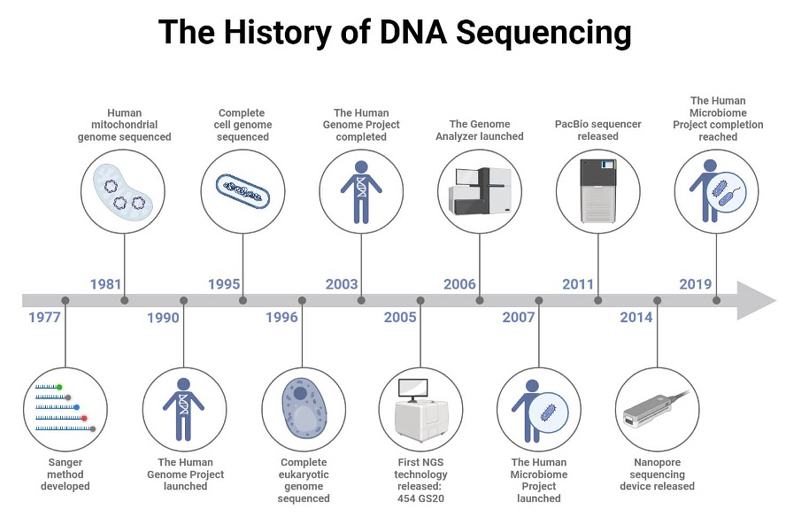 The History of DNA Sequencing
Human
mitochondrial
genome sequenced
Complete
cell genome
sequenced
The Human
Genome Project
completed
The Genome
Analyzer launched
PacBio sequencer
released
The Human
Microbiome
Project completion
reached
1981
1995
2003
2006
2011
2019
1977
1990
1996
2005
2007
2014
Sanger
method
developed
The Human
Genome Project
launched
Complete
eukaryotic
genome
sequenced
First NGS
technology
released:
454 GS20
The Human
Microbiome
Project
launched
Nanopore
sequencing
device released